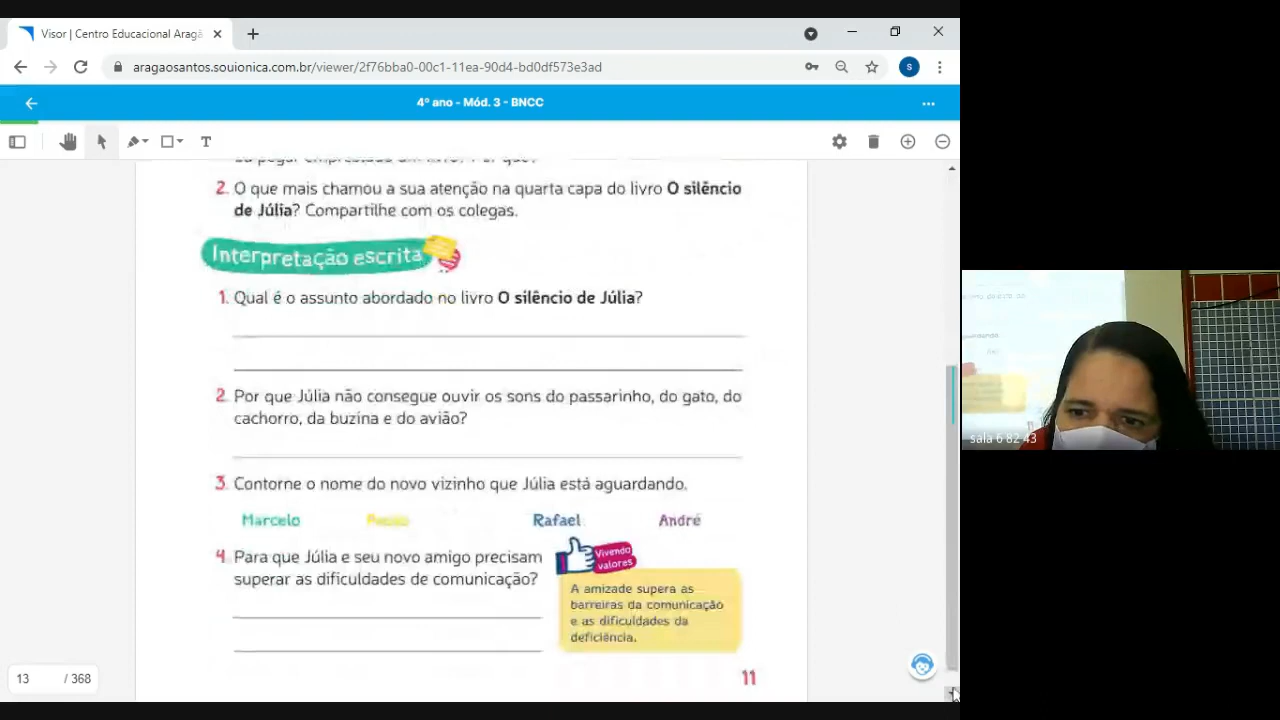 Visor | Centro Educacional Aragã
aragaosantos.souionica.com.br/viewer/2f76bba0-00c1-11ea-90d4-bd0df573e3ad
s
4º ano - Mód. 3 - BNCC
T
2. O que mais chamou a sua atenção na quarta capa do livro O silêncio
de Júlia? Compartilhe com os colegas.
Interpretação escrita
1. Qual é o assunto abordado no livro O silêncio de Júlia?
2. Por que Júlia não consegue ouvir os sons do passarinho, do gato, do
cachorro, da buzina e do avião?
3. Contorne o nome do novo vizinho que Júlia está aguardando.
Marcelo Rafael André
4. Para que Júlia e seu novo amigo precisam
superar as dificuldades de comunicação?
Vivendo
valores
A amizade supera as
barreiras da comunicação
e as dificuldades da
deficiência.
11
13 / 368
sala 6 82 43